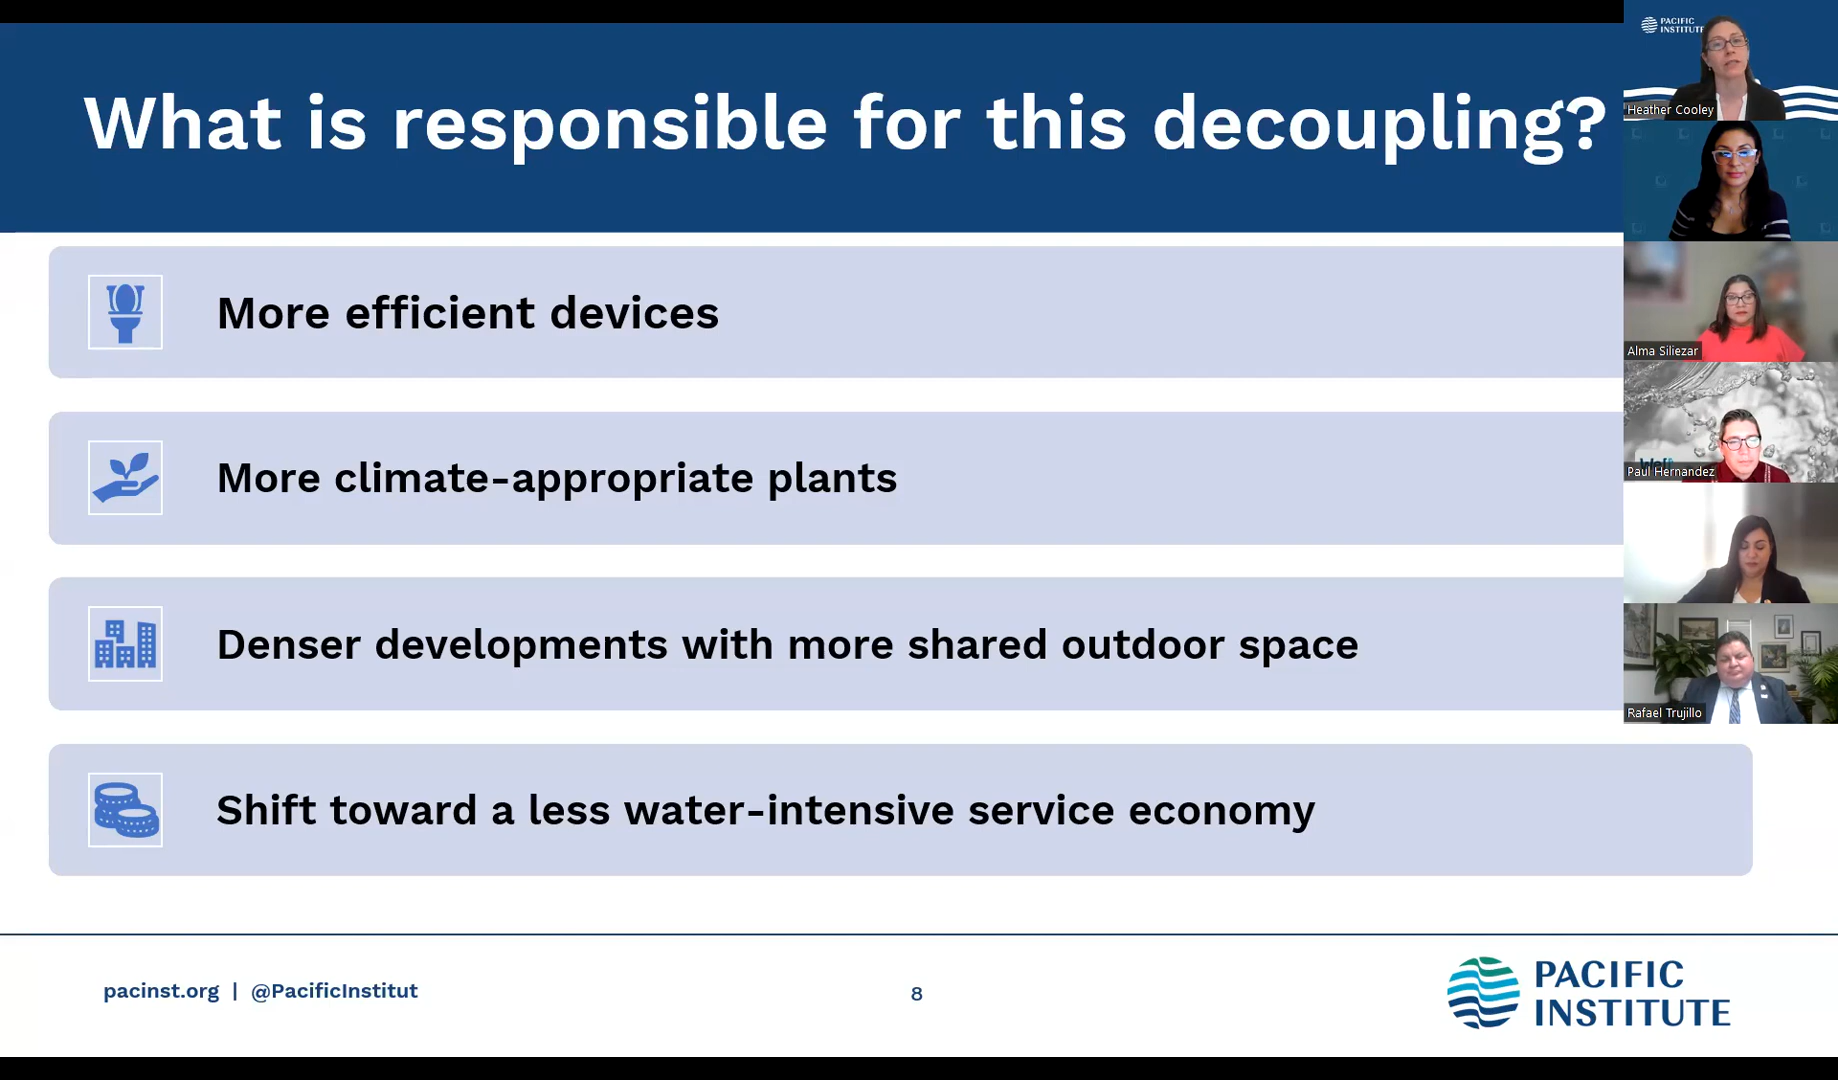 What is responsible for this decoupling?
More efficient devices
More climate-appropriate plants
Denser developments with more shared outdoor space
Shift toward a less water-intensive service economy
pacinst.org | @PacificInstitut
8
PACIFIC
INSTITUTE
PACIFIC
INSTITUTE
Heather Cooley
Alma Siliezar
Paul Hernandez
Rafael Trujillo